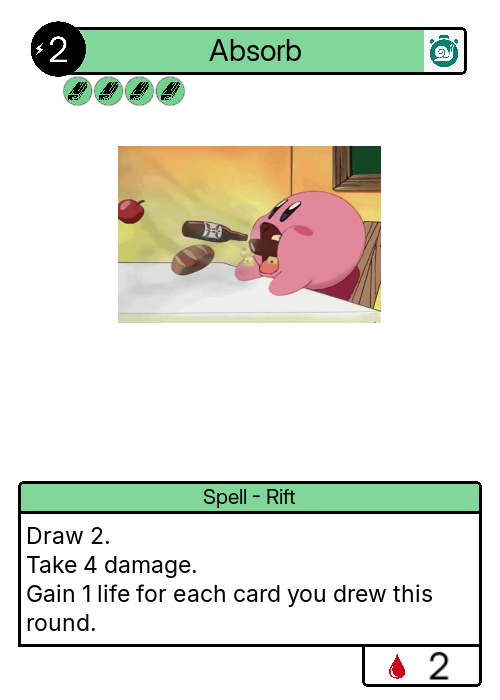 2
Absorb
Spell - Rift
Draw 2.
Take 4 damage.
Gain 1 life for each card you drew this
round.
2